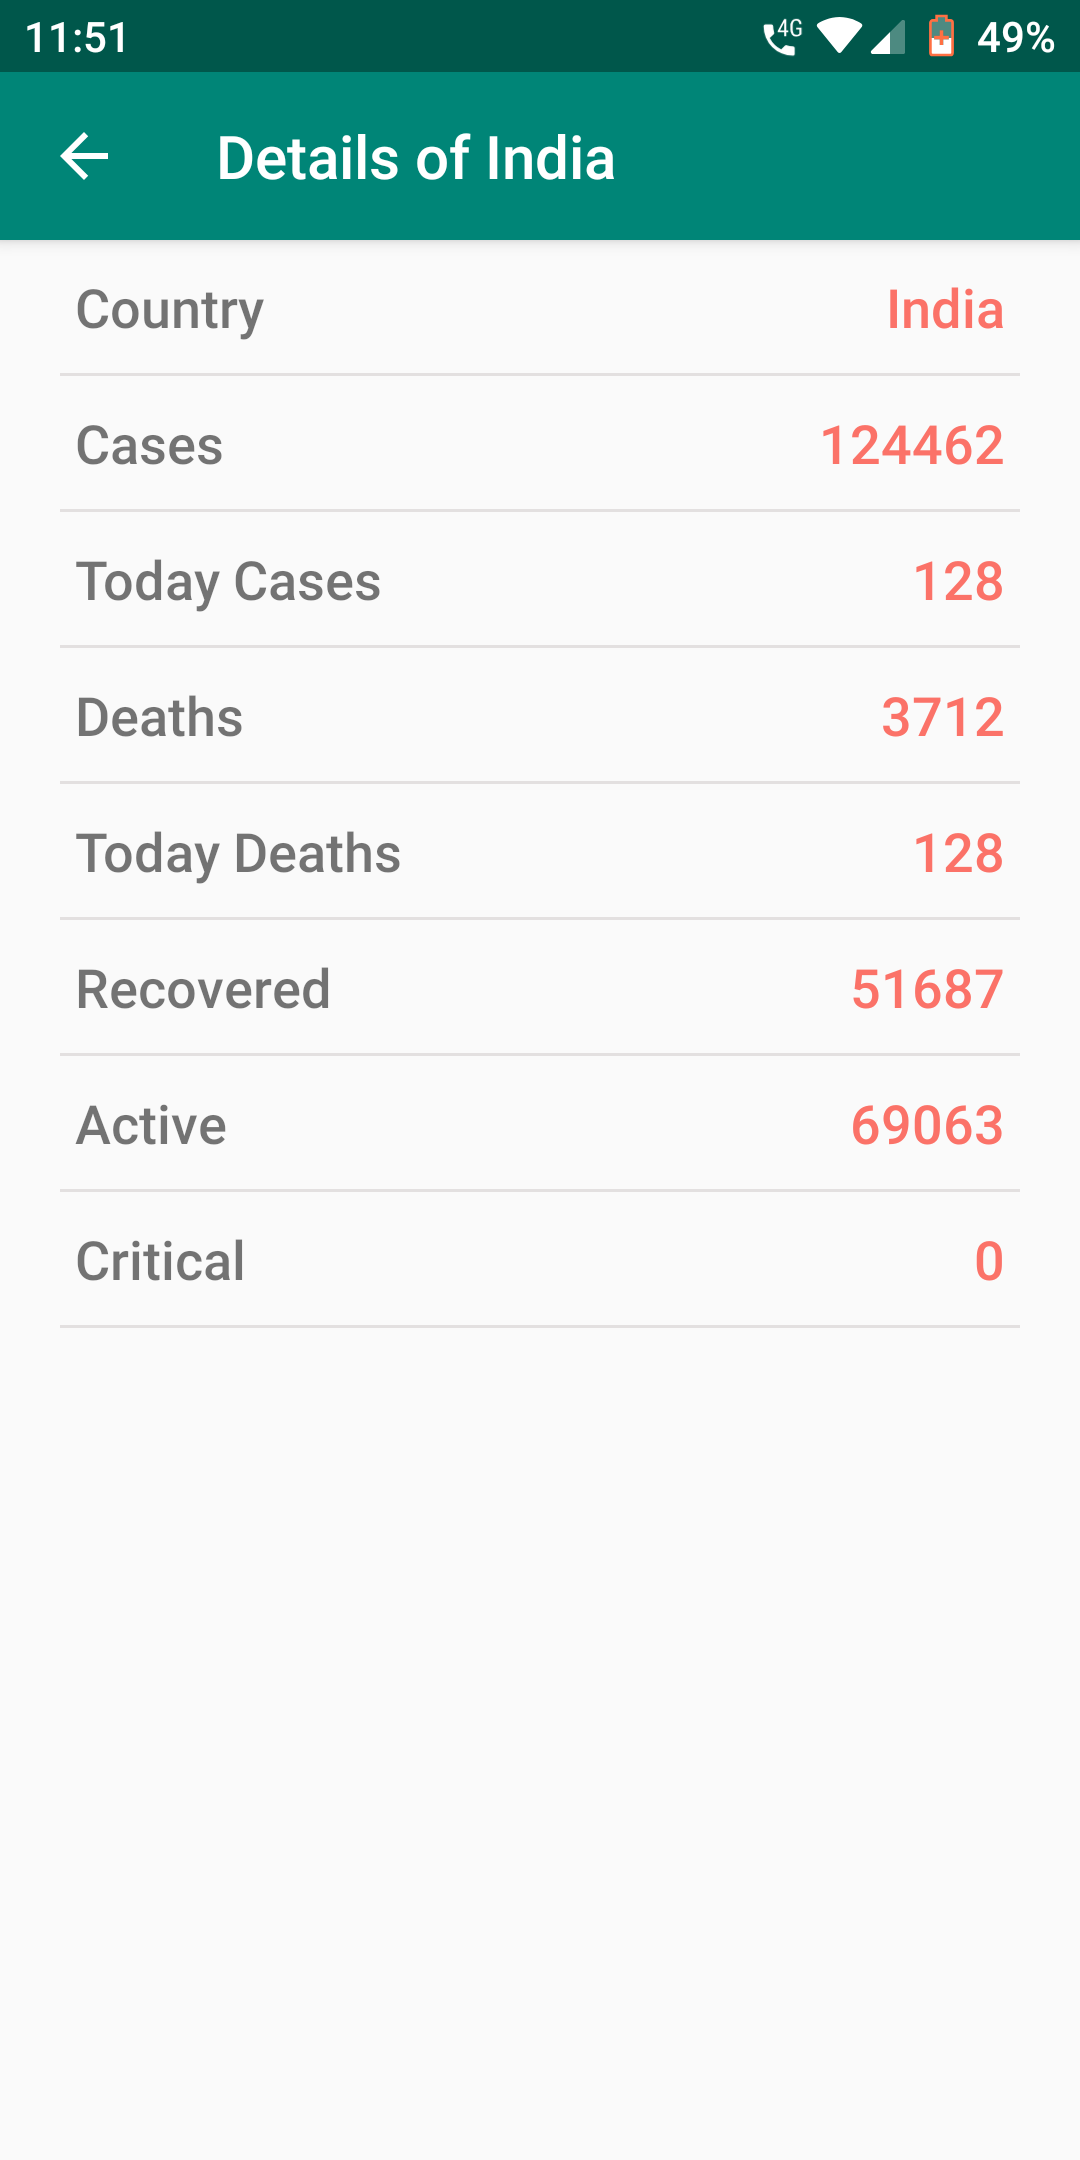 11:51 4G 49%
Details of India
Country India
Cases 124462
Today Cases 128
Deaths 3712
Today Deaths 128
Recovered 51687
Active 69063
Critical 0